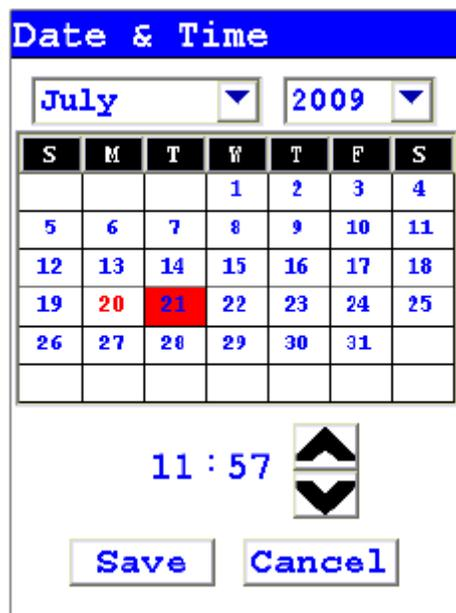 Date & Time
July 2009
S M T W T F S
1 2 3 4
5 6 7 8 9 10 11
12 13 14 15 16 17 18
19 20 21 22 23 24 25
26 27 28 29 30 31
11:57
Save Cancel